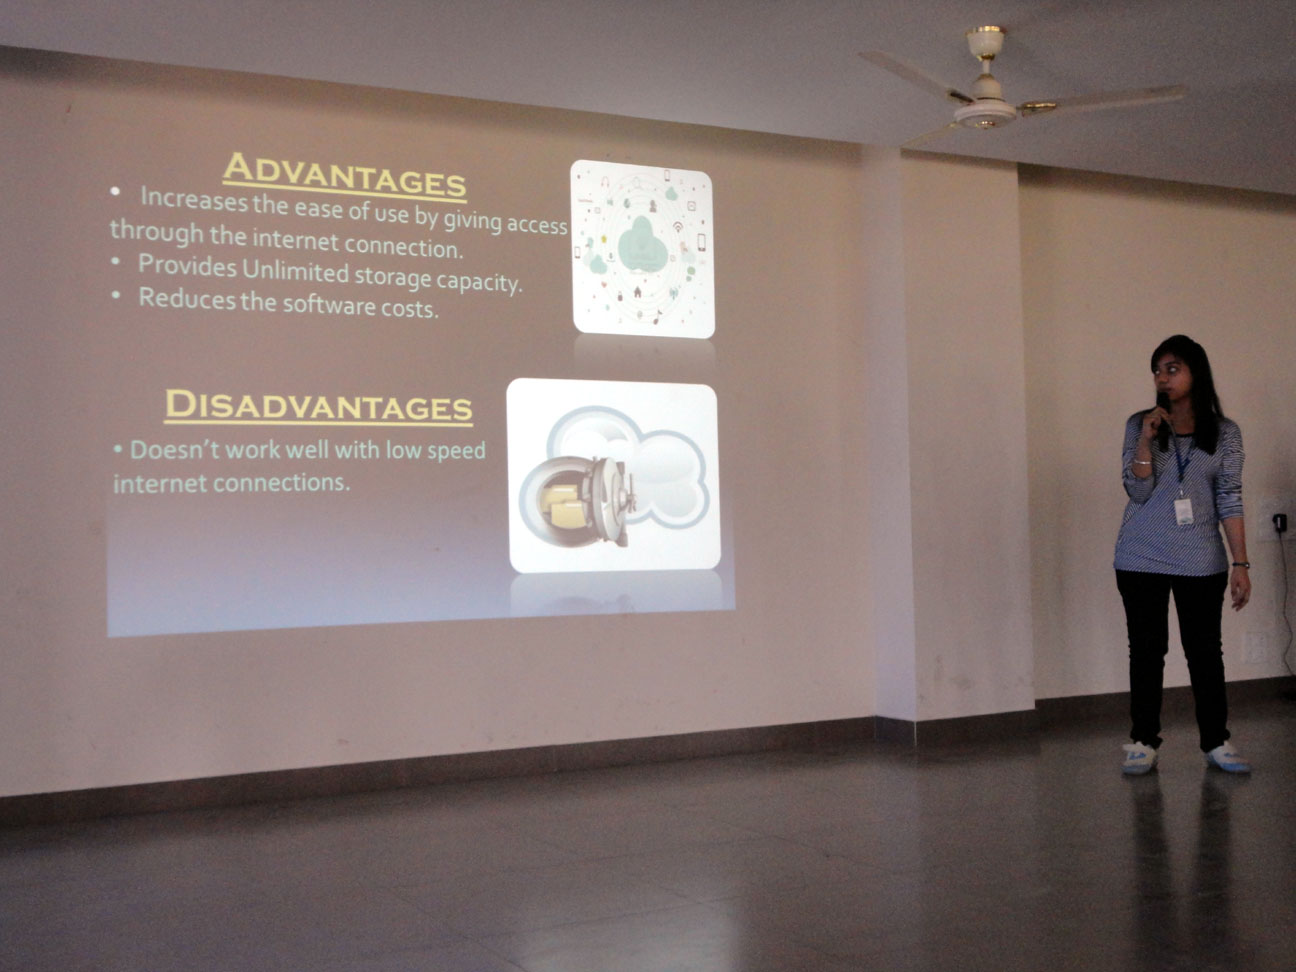 ADVANTAGES
• Increases the ease of use by giving access
through the internet connection.
• Provides Unlimited storage capacity.
• Reduces the software costs.
DISADVANTAGES
• Doesn't work well with low speed
internet connections.